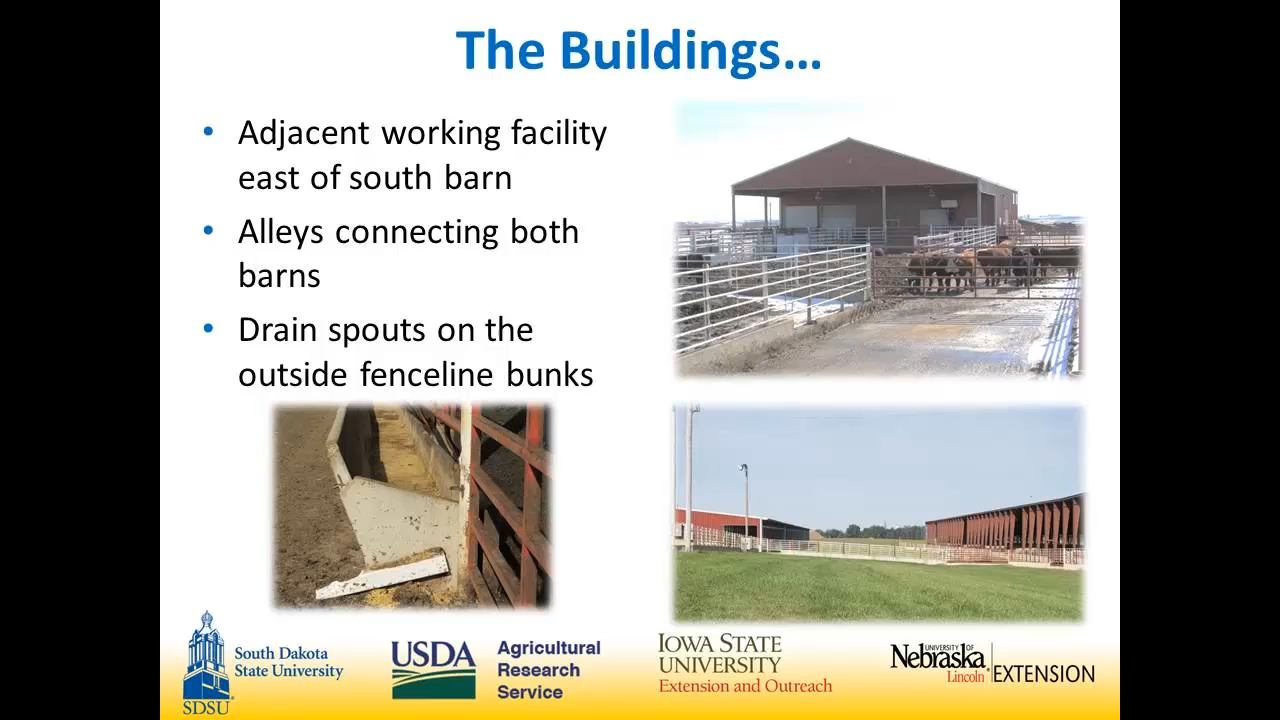 The Buildings…
• Adjacent working facility
east of south barn
• Alleys connecting both
barns
• Drain spouts on the
outside fenceline bunks
South Dakota
State University
SDSU
USDA
Agricultural
Research
Service
IOWA STATE
UNIVERSITY
Extension and Outreach
UNIVERSITY OF
Nebraska
Lincoln
EXTENSION